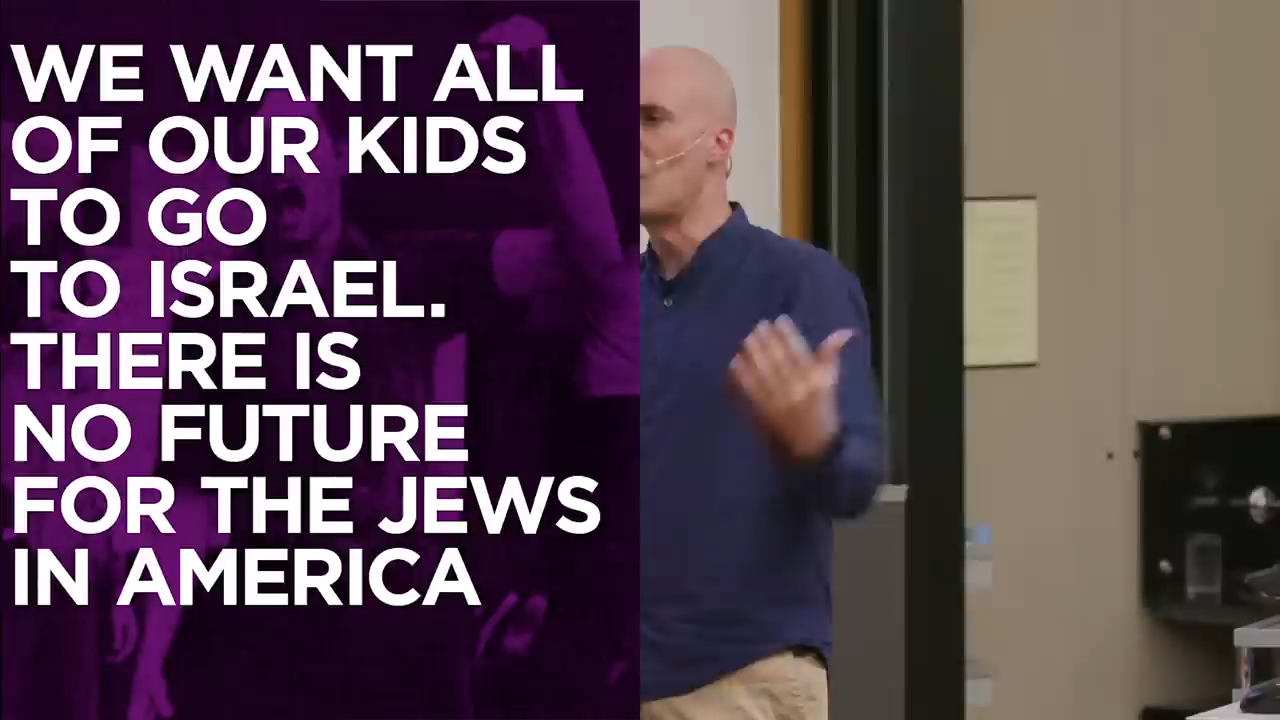 WE WANT ALL
OF OUR KIDS
TO GO
TO ISRAEL.
THERE IS
NO FUTURE
FOR THE JEWS
IN AMERICA